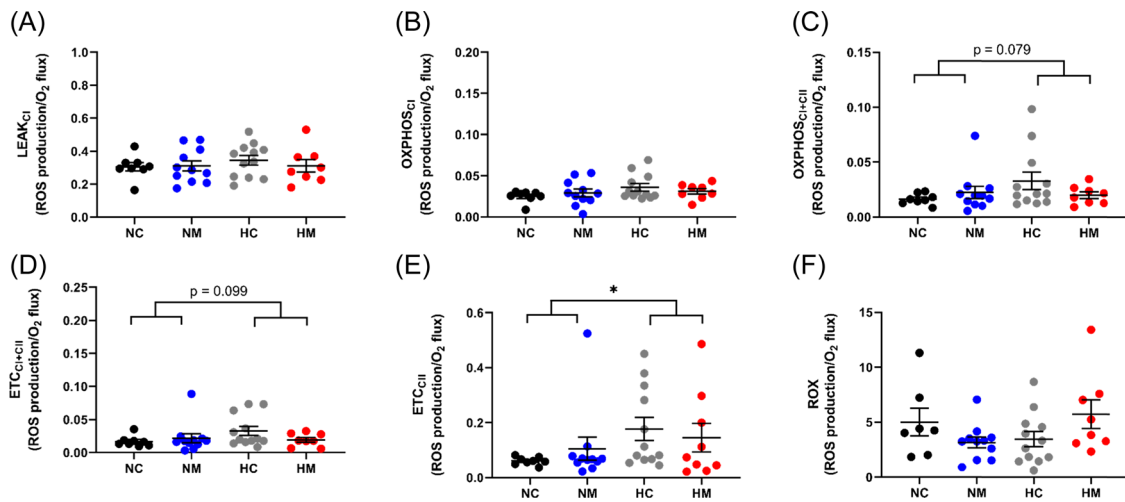 (A)
LEAKCI
(ROS production/O2 flux)
1.0
0.8
0.6
0.4
0.2
0.0
NC NM HC HM
(B)
OXPHOSCI
(ROS production/O2 flux)
0.20
0.15
0.10
0.05
0.00
NC NM HC HM
(C)
OXPHOSCI+CII
(ROS production/O2 flux)
0.15
0.10
0.05
0.00
p = 0.079
NC NM HC HM
(D)
ETCCI+CII
(ROS production/O2 flux)
0.25
0.20
0.15
0.10
0.05
0.00
p = 0.099
NC NM HC HM
(E)
ETCCII
(ROS production/O2 flux)
0.8
0.6
0.4
0.2
0.0
*
NC NM HC HM
(F)
ROX
(ROS production/O2 flux)
15
10
5
0
NC NM HC HM